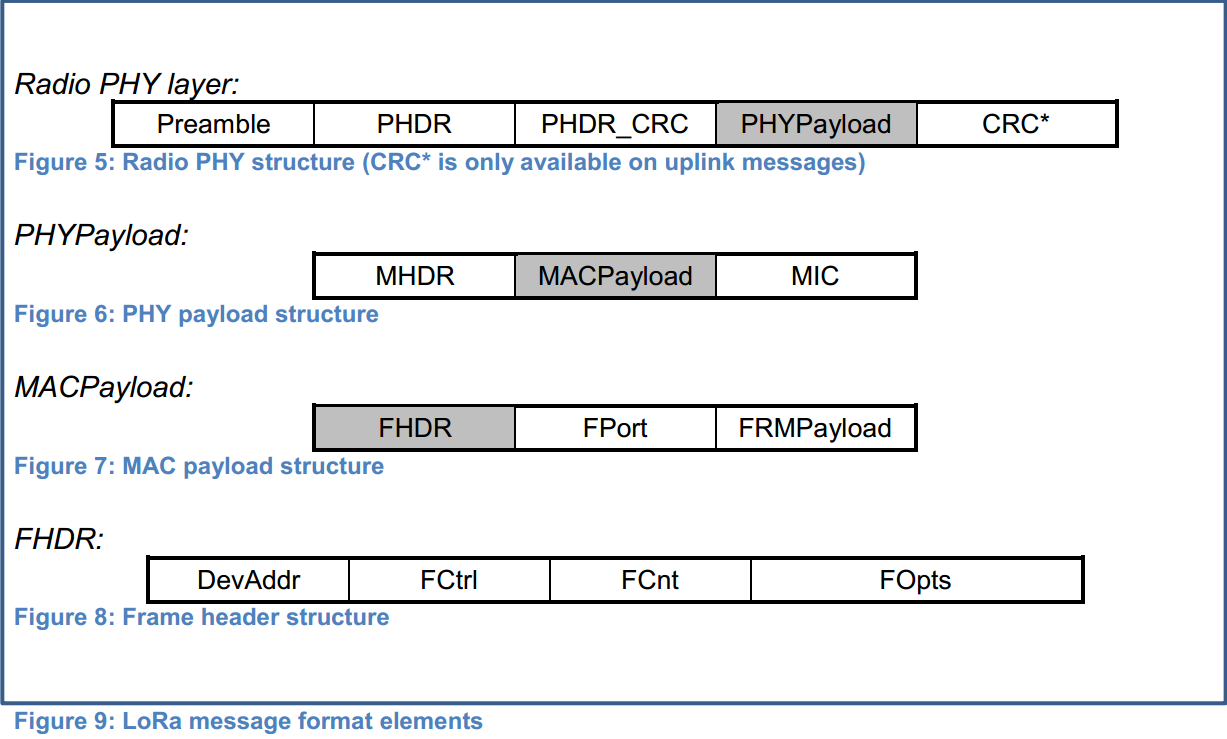 Radio PHY layer:
Preamble PHDR PHDR_CRC PHYPayload CRC*
Figure 5: Radio PHY structure (CRC* is only available on uplink messages)
PHYPayload:
MHDR MACPayload MIC
Figure 6: PHY payload structure
MACPayload:
FHDR FPort FRMPayload
Figure 7: MAC payload structure
FHDR:
DevAddr FCtrl FCnt FOpts
Figure 8: Frame header structure
Figure 9: LoRa message format elements